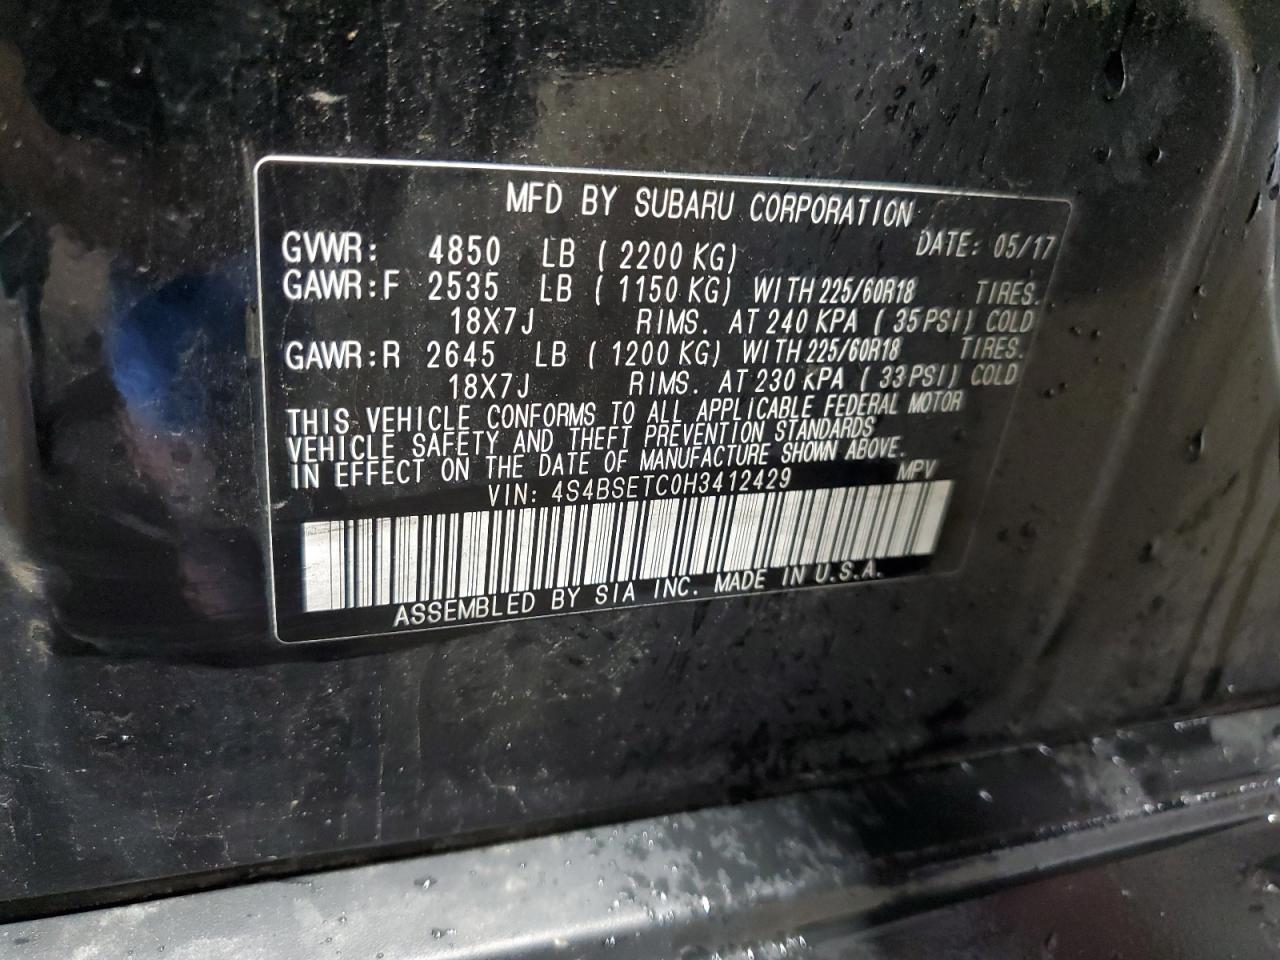 MFD BY SUBARU CORPORATION
DATE: 05/17
GVWR: 4850 LB ( 2200 KG)
GAWR:F 2535 LB ( 1150 KG) WITH 225/60R18 TIRES.
18X7J RIMS. AT 240 KPA ( 35 PSI) COLD
GAWR:R 2645 LB ( 1200 KG) WITH 225/60R18 TIRES.
18X7J RIMS. AT 230 KPA ( 33 PSI) COLD
THIS VEHICLE CONFORMS TO ALL APPLICABLE FEDERAL MOTOR
VEHICLE SAFETY AND THEFT PREVENTION STANDARDS
IN EFFECT ON THE DATE OF MANUFACTURE SHOWN ABOVE.
VIN: 4S4BSETC0H3412429 MPV
ASSEMBLED BY SIA INC. MADE IN U.S.A.